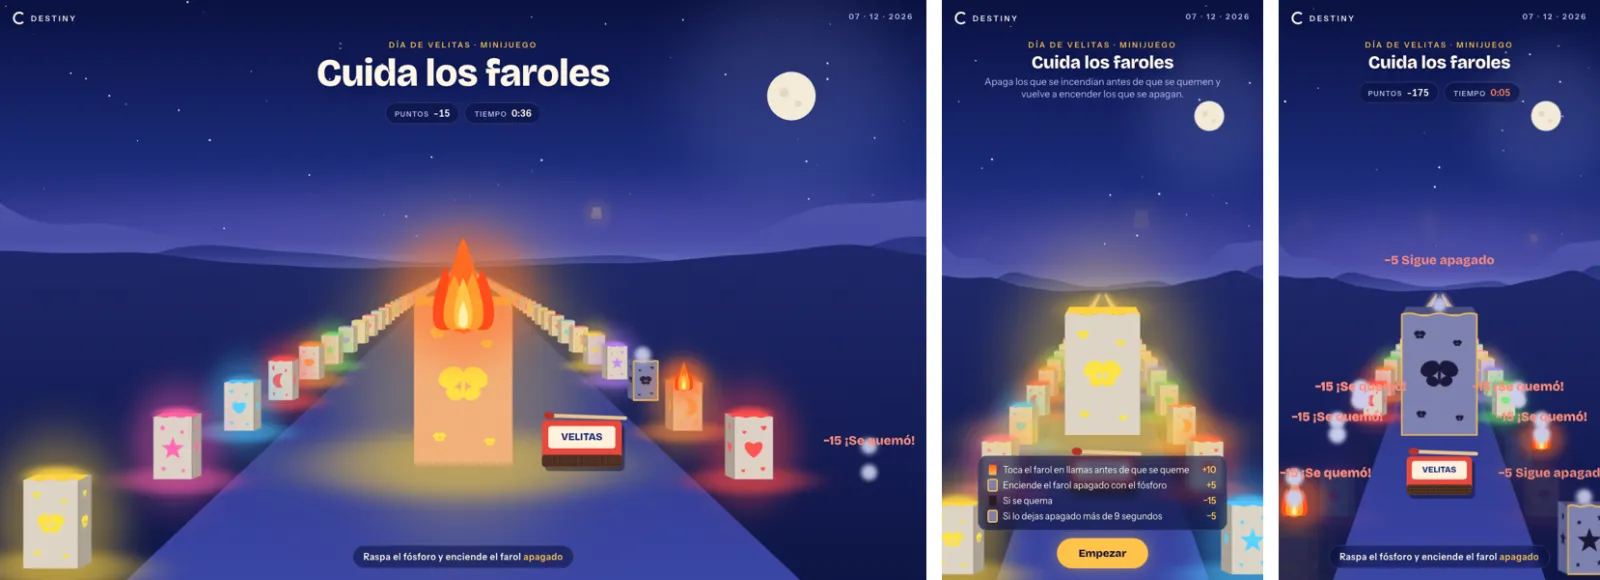 C DESTINY
07 · 12 · 2026
DÍA DE VELITAS · MINIJUEGO
Cuida los faroles
PUNTOS -15
TIEMPO 0:36
VELITAS
-15 ¡Se quemó!
Raspa el fósforo y enciende el farol apagado
C DESTINY
07 · 12 · 2026
DÍA DE VELITAS · MINIJUEGO
Cuida los faroles
Apaga los que se incendian antes de que se quemen y
vuelve a encender los que se apagan.
Toca el farol en llamas antes de que se queme +10
Enciende el farol apagado con el fósforo +5
Si se quema -15
Si lo dejas apagado más de 9 segundos -5
Empezar
C DESTINY
07 · 12 · 2026
DÍA DE VELITAS · MINIJUEGO
Cuida los faroles
PUNTOS -175
TIEMPO 0:05
-5 Sigue apagado
-15 ¡Se quemó!
-15 ¡Se quemó!
-15 ¡Se quemó!
-15 ¡Se quemó!
-15 ¡Se quemó!
-5 Sigue apagad
VELITAS
Raspa el fósforo y enciende el farol apagado